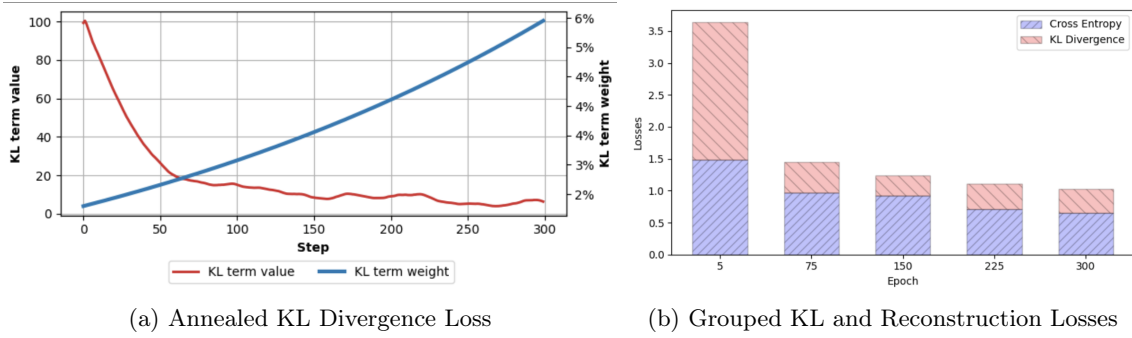 100
80
60
40
20
0
KL term value
6%
5%
4%
4%
4%
3%
2%
KL term weight
0 50 100 150 200 250 300
Step
KL term value KL term weight
(a) Annealed KL Divergence Loss
3.5
3.0
2.5
2.0
1.5
1.0
0.5
0.0
Losses
Cross Entropy
KL Divergence
5 75 150 225 300
Epoch
(b) Grouped KL and Reconstruction Losses